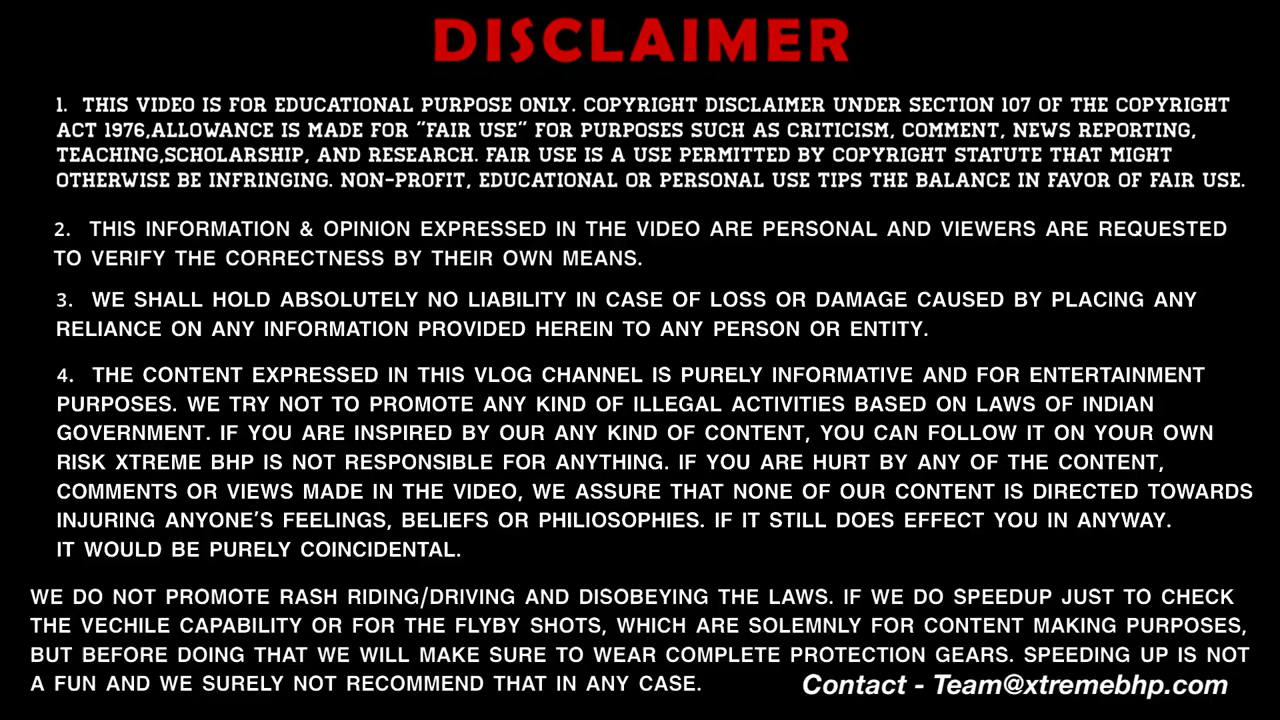 DISCLAIMER
1. THIS VIDEO IS FOR EDUCATIONAL PURPOSE ONLY. COPYRIGHT DISCLAIMER UNDER SECTION 107 OF THE COPYRIGHT
ACT 1976,ALLOWANCE IS MADE FOR "FAIR USE" FOR PURPOSES SUCH AS CRITICISM, COMMENT, NEWS REPORTING,
TEACHING,SCHOLARSHIP, AND RESEARCH. FAIR USE IS A USE PERMITTED BY COPYRIGHT STATUTE THAT MIGHT
OTHERWISE BE INFRINGING. NON-PROFIT, EDUCATIONAL OR PERSONAL USE TIPS THE BALANCE IN FAVOR OF FAIR USE.
2. THIS INFORMATION & OPINION EXPRESSED IN THE VIDEO ARE PERSONAL AND VIEWERS ARE REQUESTED
TO VERIFY THE CORRECTNESS BY THEIR OWN MEANS.
3. WE SHALL HOLD ABSOLUTELY NO LIABILITY IN CASE OF LOSS OR DAMAGE CAUSED BY PLACING ANY
RELIANCE ON ANY INFORMATION PROVIDED HEREIN TO ANY PERSON OR ENTITY.
4. THE CONTENT EXPRESSED IN THIS VLOG CHANNEL IS PURELY INFORMATIVE AND FOR ENTERTAINMENT
PURPOSES. WE TRY NOT TO PROMOTE ANY KIND OF ILLEGAL ACTIVITIES BASED ON LAWS OF INDIAN
GOVERNMENT. IF YOU ARE INSPIRED BY OUR ANY KIND OF CONTENT, YOU CAN FOLLOW IT ON YOUR OWN
RISK XTREME BHP IS NOT RESPONSIBLE FOR ANYTHING. IF YOU ARE HURT BY ANY OF THE CONTENT,
COMMENTS OR VIEWS MADE IN THE VIDEO, WE ASSURE THAT NONE OF OUR CONTENT IS DIRECTED TOWARDS
INJURING ANYONE'S FEELINGS, BELIEFS OR PHILIOSOPHIES. IF IT STILL DOES EFFECT YOU IN ANYWAY.
IT WOULD BE PURELY COINCIDENTAL.
WE DO NOT PROMOTE RASH RIDING/DRIVING AND DISOBEYING THE LAWS. IF WE DO SPEEDUP JUST TO CHECK
THE VECHILE CAPABILITY OR FOR THE FLYBY SHOTS, WHICH ARE SOLEMNLY FOR CONTENT MAKING PURPOSES,
BUT BEFORE DOING THAT WE WILL MAKE SURE TO WEAR COMPLETE PROTECTION GEARS. SPEEDING UP IS NOT
A FUN AND WE SURELY NOT RECOMMEND THAT IN ANY CASE.
Contact - Team@xtremebhp.com